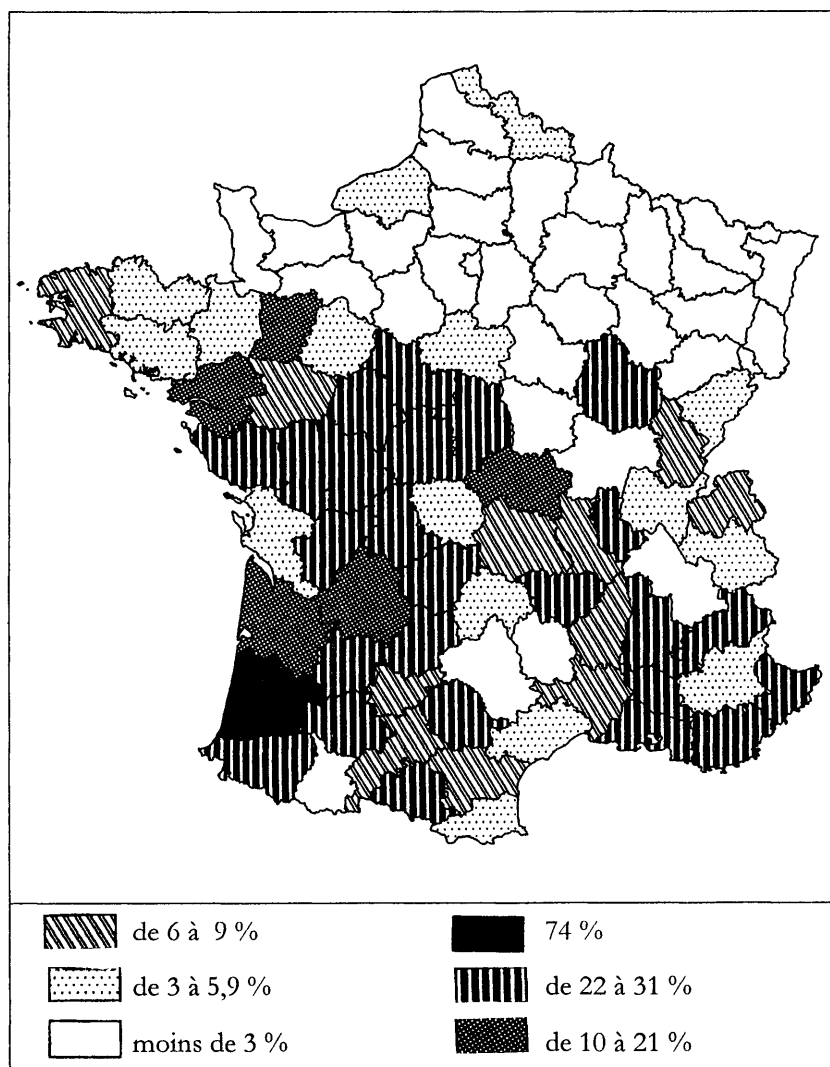 de 6 à 9 %
de 3 à 5,9 %
moins de 3 %
74 %
de 22 à 31 %
de 10 à 21 %